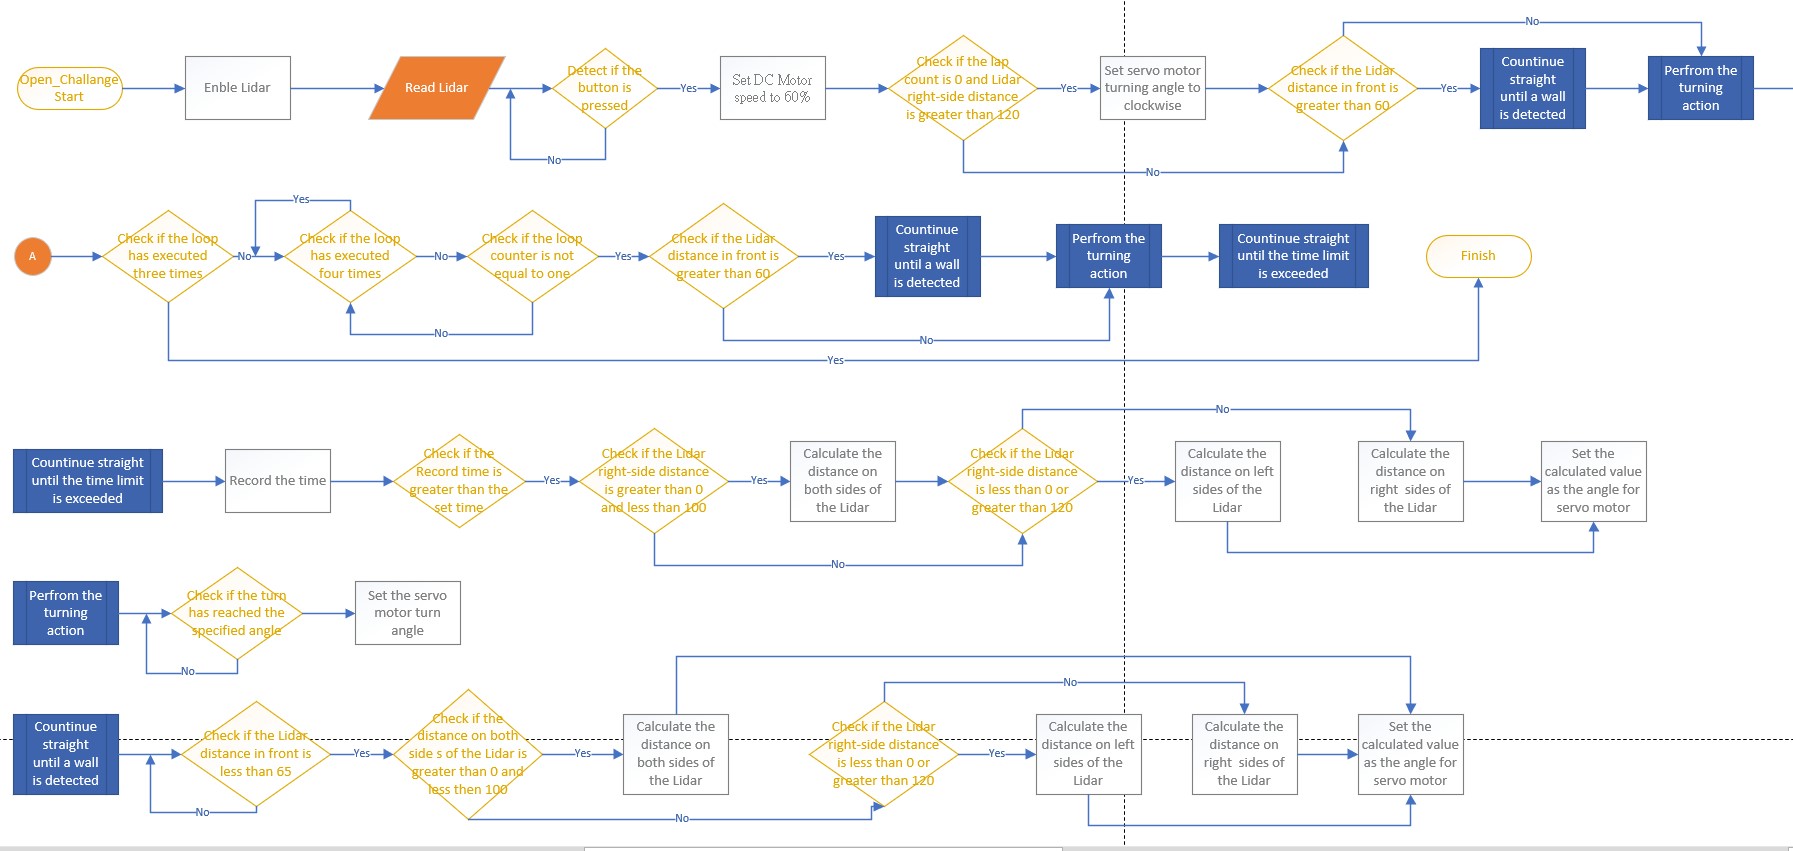 Open_Challange
Start
Enble Lidar
Read Lidar
Detect if the
button is
pressed
Yes
No
Set DC Motor
speed to 60%
Check if the lap
count is 0 and Lidar
right-side distance
is greater than 120
Yes
No
Set servo motor
turning angle to
clockwise
Check if the Lidar
distance in front is
greater than 60
Yes
No
Countinue
straight
until a wall
is detected
Perfrom the
turning
action
A
Check if the loop
has executed
three times
No
Yes
Check if the loop
has executed
four times
Yes
No
Check if the loop
counter is not
equal to one
Yes
No
Check if the Lidar
distance in front is
greater than 60
Yes
No
Countinue
straight
until a wall
is detected
Perfrom the
turning
action
Countinue straight
until the time limit
is exceeded
Finish
Countinue straight
until the time limit
is exceeded
Record the time
Check if the
Record time is
greater than the
set time
Yes
Check if the Lidar
right-side distance
is greater than 0
and less than 100
Yes
No
Calculate the
distance on
both sides of
the Lidar
Check if the Lidar
right-side distance
is less than 0 or
greater than 120
Yes
No
Calculate the
distance on left
sides of the
Lidar
Calculate the
distance on
right sides of
the Lidar
Set the
calculated value
as the angle for
servo motor
Perfrom the
turning
action
Check if the turn
has reached the
specified angle
No
Set the servo
motor turn
angle
Countinue
straight
until a wall
is detected
Check if the Lidar
distance in front is
less than 65
Yes
No
Check if the
distance on both
side s of the Lidar is
greater than 0 and
less then 100
Yes
No
Calculate the
distance on
both sides of
the Lidar
Check if the Lidar
right-side distance
is less than 0 or
greater than 120
Yes
No
Calculate the
distance on left
sides of the
Lidar
Calculate the
distance on
right sides of
the Lidar
Set the
calculated value
as the angle for
servo motor